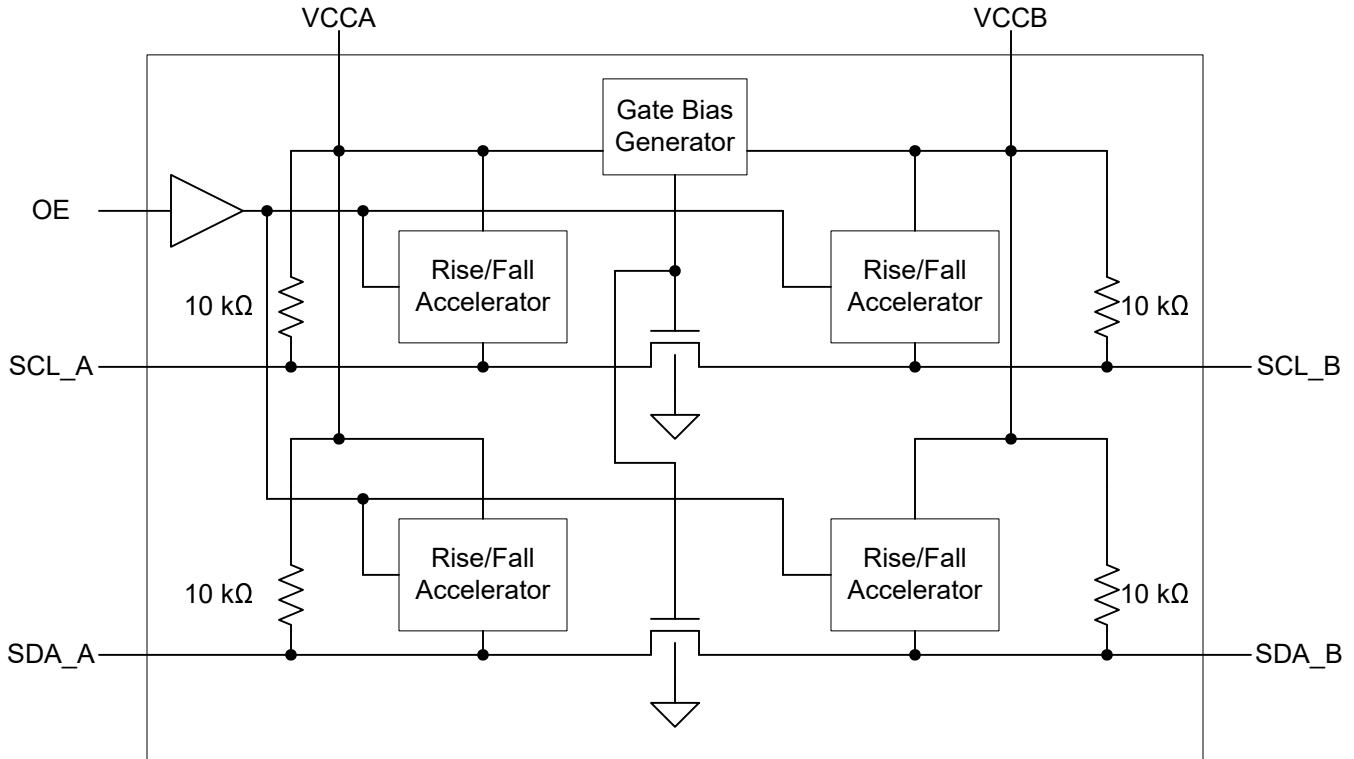 VCCA
VCCB
Gate Bias
Generator
OE
Rise/Fall
Accelerator
Rise/Fall
Accelerator
10 kΩ
10 kΩ
SCL_A
SCL_B
Rise/Fall
Accelerator
Rise/Fall
Accelerator
10 kΩ
10 kΩ
SDA_A
SDA_B